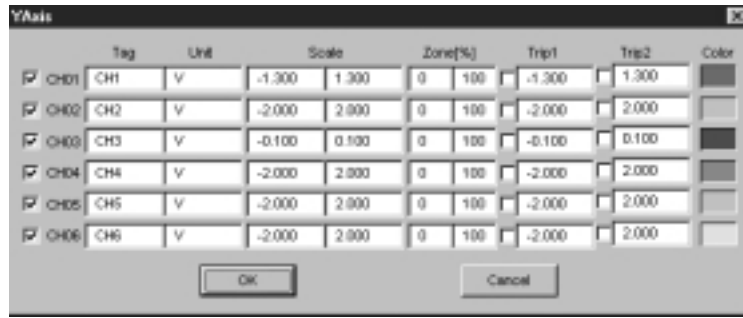 YAxis
Tag Unit Scale Zone[%] Trip1 Trip2 Color
CH01 CH1 V -1.300 1.300 0 100 -1.300 1.300
CH02 CH2 V -2.000 2.000 0 100 -2.000 2.000
CH03 CH3 V -0.100 0.100 0 100 -0.100 0.100
CH04 CH4 V -2.000 2.000 0 100 -2.000 2.000
CH05 CH5 V -2.000 2.000 0 100 -2.000 2.000
CH06 CH6 V -2.000 2.000 0 100 -2.000 2.000
OK Cancel